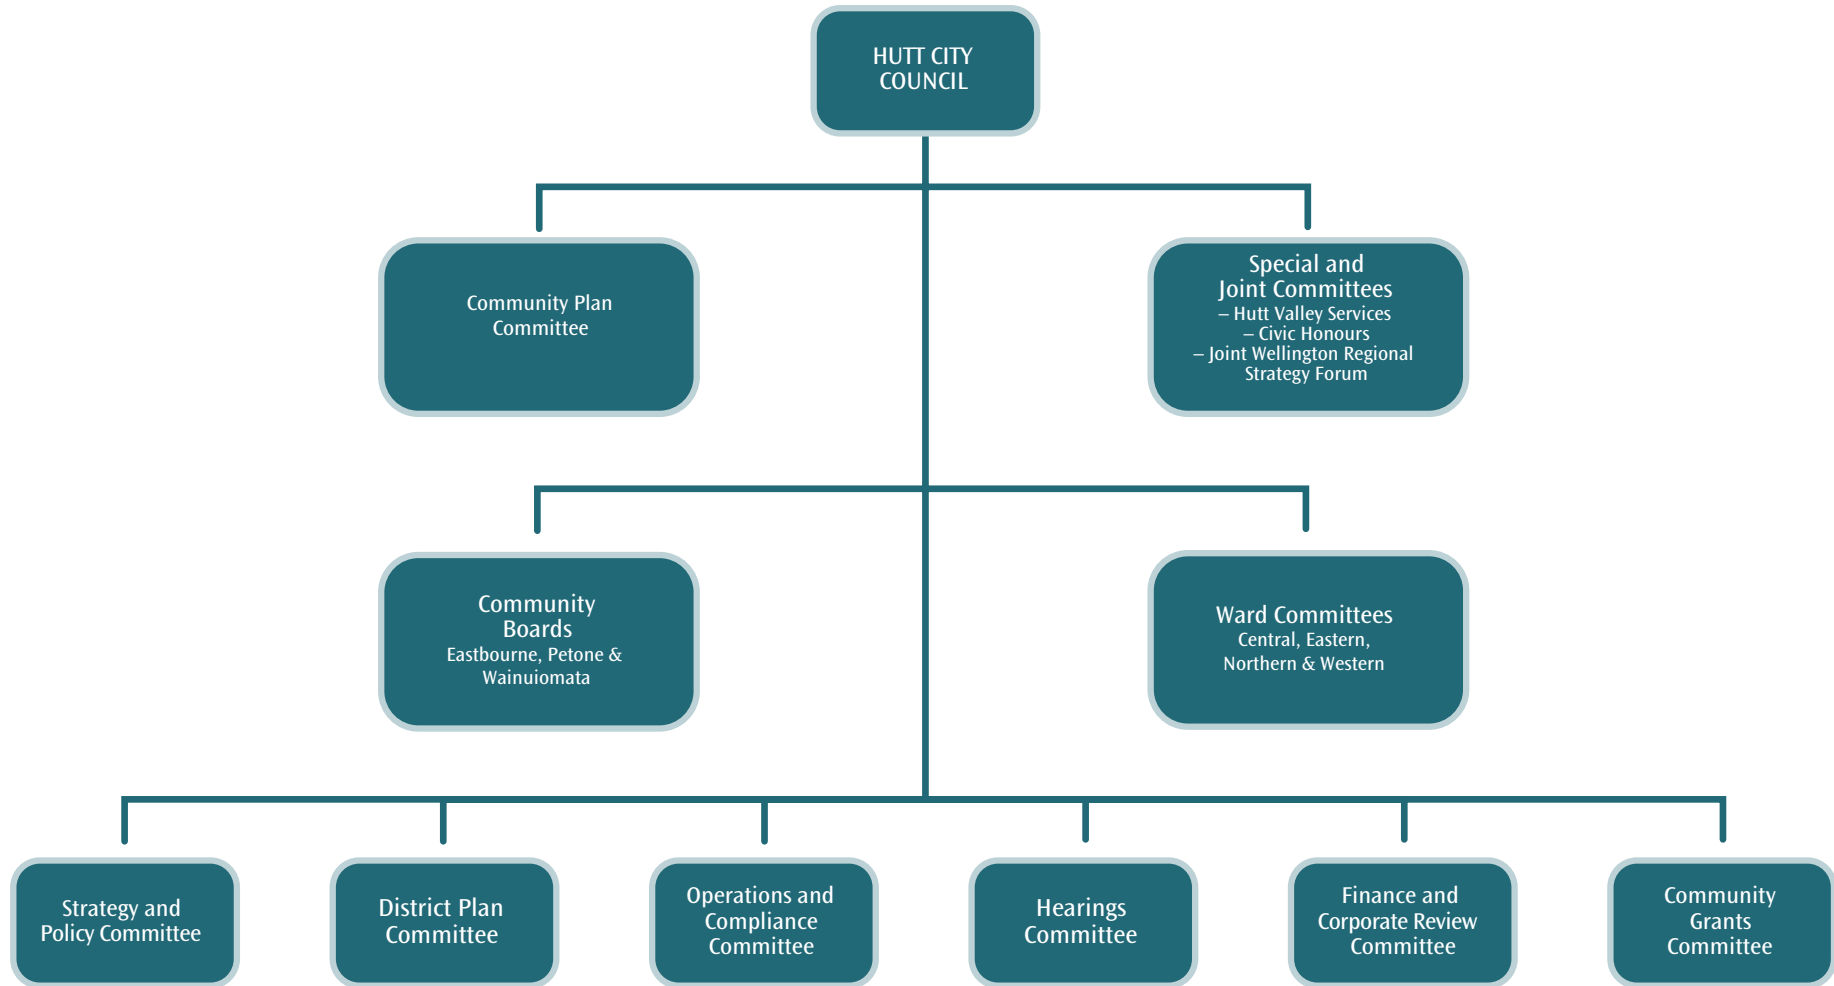 HUTT CITY
COUNCIL
Community Plan
Committee
Special and
Joint Committees
– Hutt Valley Services
– Civic Honours
– Joint Wellington Regional
Strategy Forum
Community
Boards
Eastbourne, Petone &
Wainuiomata
Ward Committees
Central, Eastern,
Northern & Western
Strategy and
Policy Committee
District Plan
Committee
Operations and
Compliance
Committee
Hearings
Committee
Finance and
Corporate Review
Committee
Community
Grants
Committee